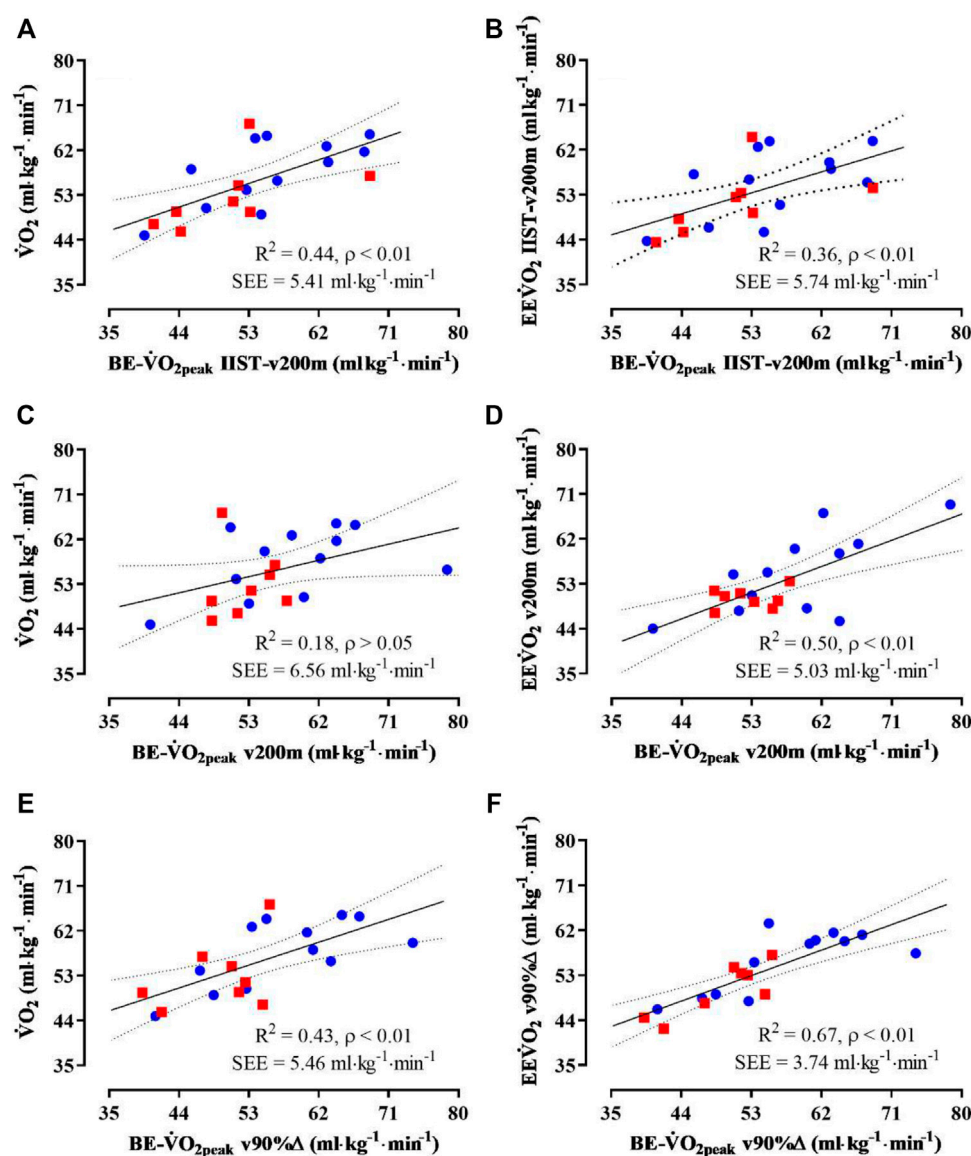 A
V̇O₂ (ml·kg⁻¹·min⁻¹)
80
71
62
53
44
35
R² = 0.44, ρ < 0.01
SEE = 5.41 ml·kg⁻¹·min⁻¹
35 44 53 62 71 80
BE-V̇O₂peak IIST-v200m (ml·kg⁻¹·min⁻¹)
B
EEV̇O₂ IIST-v200m (ml·kg⁻¹·min⁻¹)
80
71
62
53
44
35
R² = 0.36, ρ < 0.01
SEE = 5.74 ml·kg⁻¹·min⁻¹
35 44 53 62 71 80
BE-V̇O₂peak IIST-v200m (ml·kg⁻¹·min⁻¹)
C
V̇O₂ (ml·kg⁻¹·min⁻¹)
80
71
62
53
44
35
R² = 0.18, ρ > 0.05
SEE = 6.56 ml·kg⁻¹·min⁻¹
35 44 53 62 71 80
BE-V̇O₂peak v200m (ml·kg⁻¹·min⁻¹)
D
EEV̇O₂ v200m (ml·kg⁻¹·min⁻¹)
80
71
62
53
44
35
R² = 0.50, ρ < 0.01
SEE = 5.03 ml·kg⁻¹·min⁻¹
35 44 53 62 71 80
BE-V̇O₂peak v200m (ml·kg⁻¹·min⁻¹)
E
V̇O₂ (ml·kg⁻¹·min⁻¹)
80
71
62
53
44
35
R² = 0.43, ρ < 0.01
SEE = 5.46 ml·kg⁻¹·min⁻¹
35 44 53 62 71 80
BE-V̇O₂peak v90%Δ (ml·kg⁻¹·min⁻¹)
F
EEV̇O₂ v90%Δ (ml·kg⁻¹·min⁻¹)
80
71
62
53
44
35
R² = 0.67, ρ < 0.01
SEE = 3.74 ml·kg⁻¹·min⁻¹
35 44 53 62 71 80
BE-V̇O₂peak v90%Δ (ml·kg⁻¹·min⁻¹)